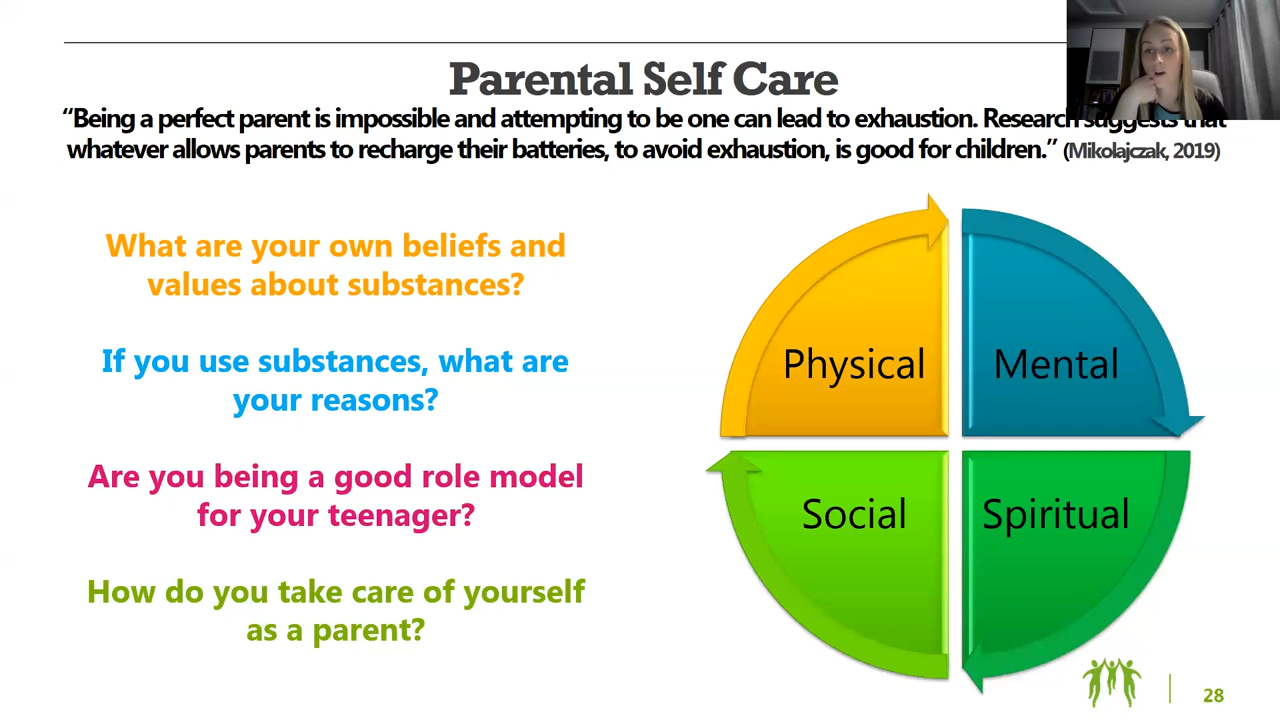 Parental Self Care
“Being a perfect parent is impossible and attempting to be one can lead to exhaustion. Research suggests that
whatever allows parents to recharge their batteries, to avoid exhaustion, is good for children.” (Mikolajczak, 2019)
What are your own beliefs and
values about substances?
If you use substances, what are
your reasons?
Are you being a good role model
for your teenager?
How do you take care of yourself
as a parent?
Physical
Mental
Social
Spiritual
28